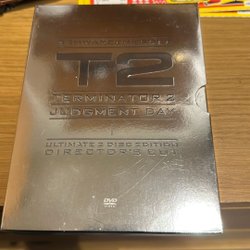 T2
TERMINATOR 2
JUDGMENT DAY
ULTIMATE 2 DISC EDITION
DIRECTOR'S CUT
DVD